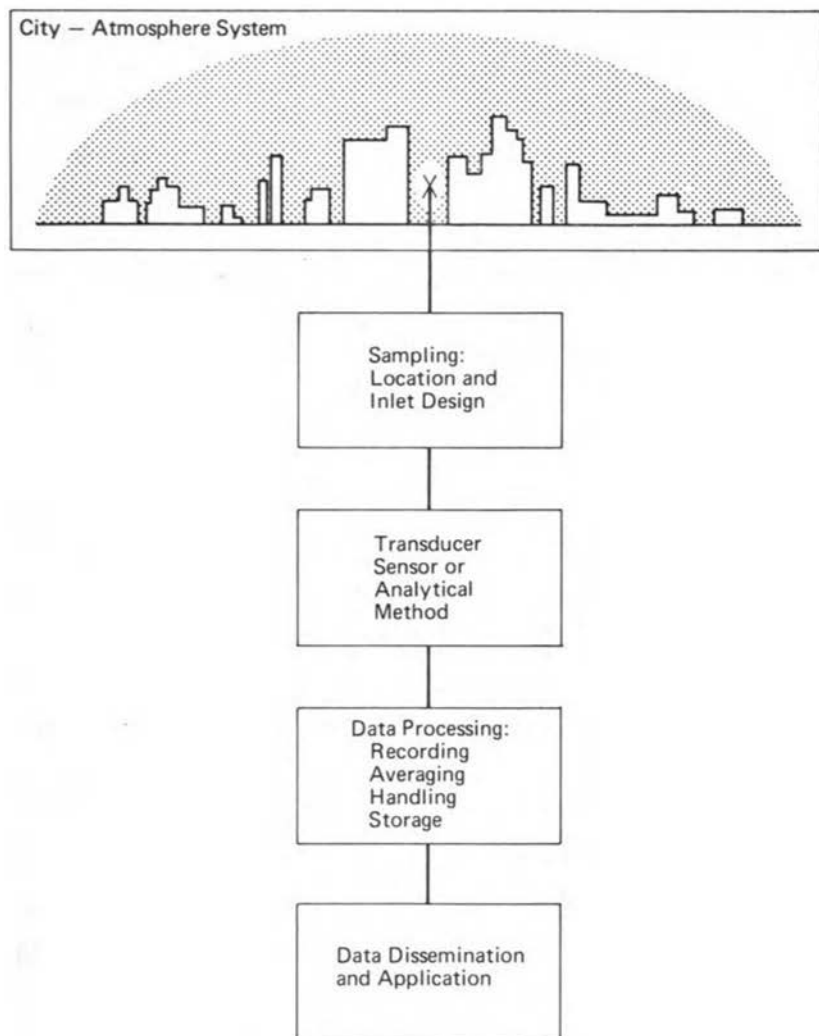 City — Atmosphere System
Sampling:
Location and
Inlet Design
Transducer
Sensor or
Analytical
Method
Data Processing:
Recording
Averaging
Handling
Storage
Data Dissemination
and Application